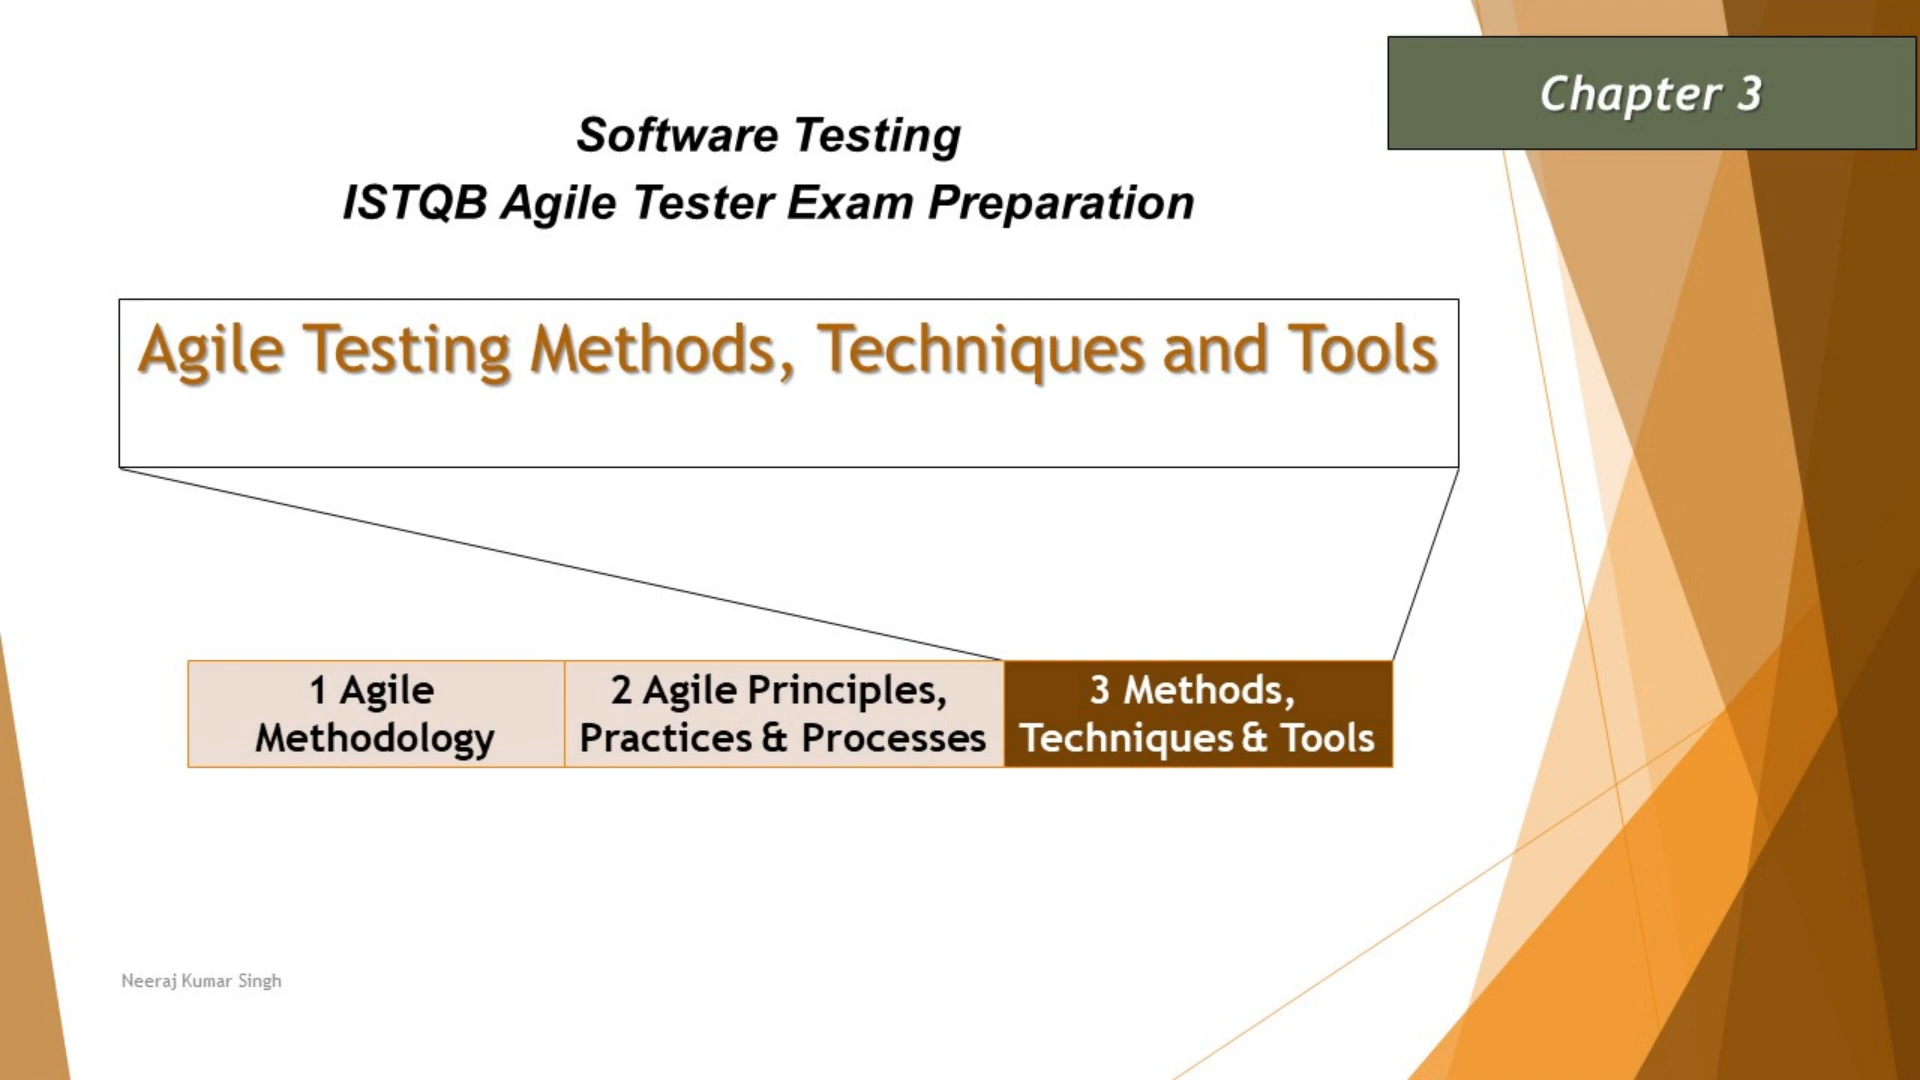 Chapter 3
Software Testing
ISTQB Agile Tester Exam Preparation
Agile Testing Methods, Techniques and Tools
1 Agile
Methodology
2 Agile Principles,
Practices & Processes
3 Methods,
Techniques & Tools
Neeraj Kumar Singh